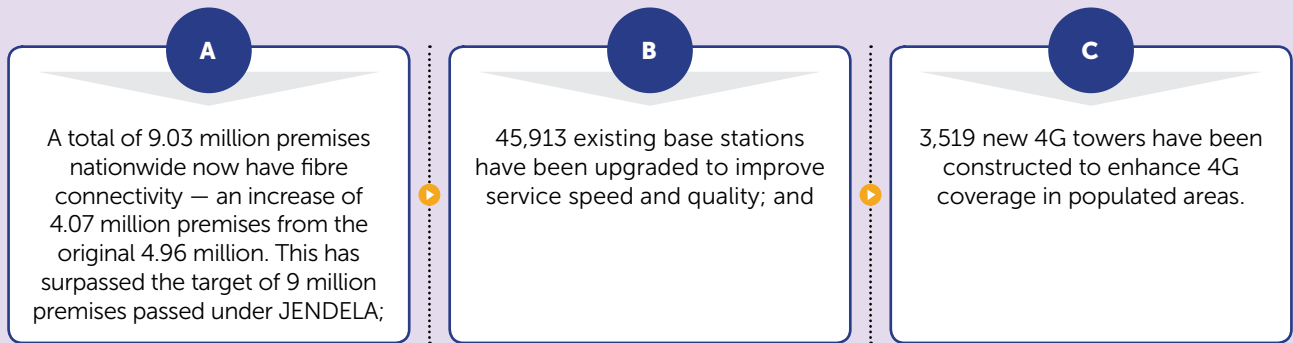 A
A total of 9.03 million premises
nationwide now have fibre
connectivity — an increase of
4.07 million premises from the
original 4.96 million. This has
surpassed the target of 9 million
premises passed under JENDELA;
B
45,913 existing base stations
have been upgraded to improve
service speed and quality; and
C
3,519 new 4G towers have been
constructed to enhance 4G
coverage in populated areas.